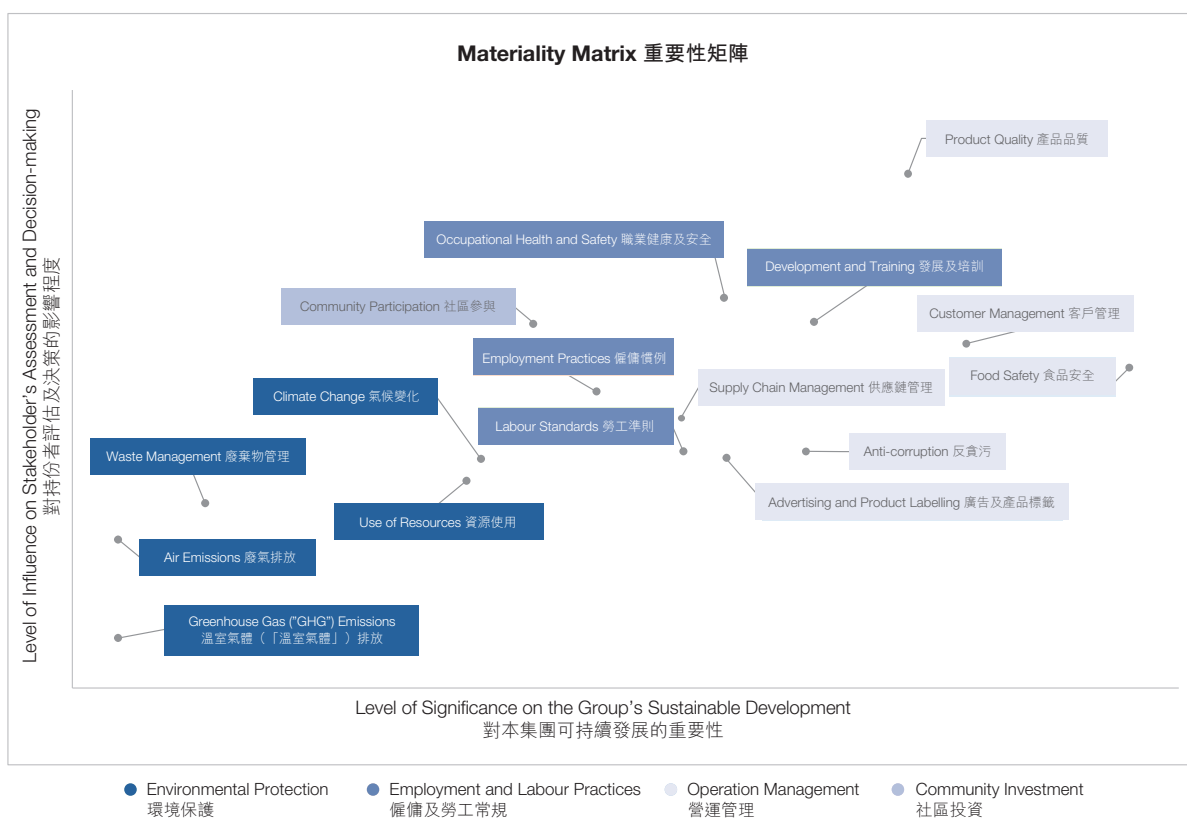 Materiality Matrix 重要性矩陣
Level of Influence on Stakeholder's Assessment and Decision-making
對持份者評估及決策的影響程度
Product Quality 產品品質
Occupational Health and Safety 職業健康及安全
Development and Training 發展及培訓
Community Participation 社區參與
Customer Management 客戶管理
Employment Practices 僱傭慣例
Supply Chain Management 供應鏈管理
Food Safety 食品安全
Climate Change 氣候變化
Labour Standards 勞工準則
Waste Management 廢棄物管理
Anti-corruption 反貪污
Advertising and Product Labelling 廣告及產品標籤
Use of Resources 資源使用
Air Emissions 廢氣排放
Greenhouse Gas ("GHG") Emissions
溫室氣體（「溫室氣體」）排放
Level of Significance on the Group's Sustainable Development
對本集團可持續發展的重要性
Environmental Protection
環境保護
Employment and Labour Practices
僱傭及勞工常規
Operation Management
營運管理
Community Investment
社區投資